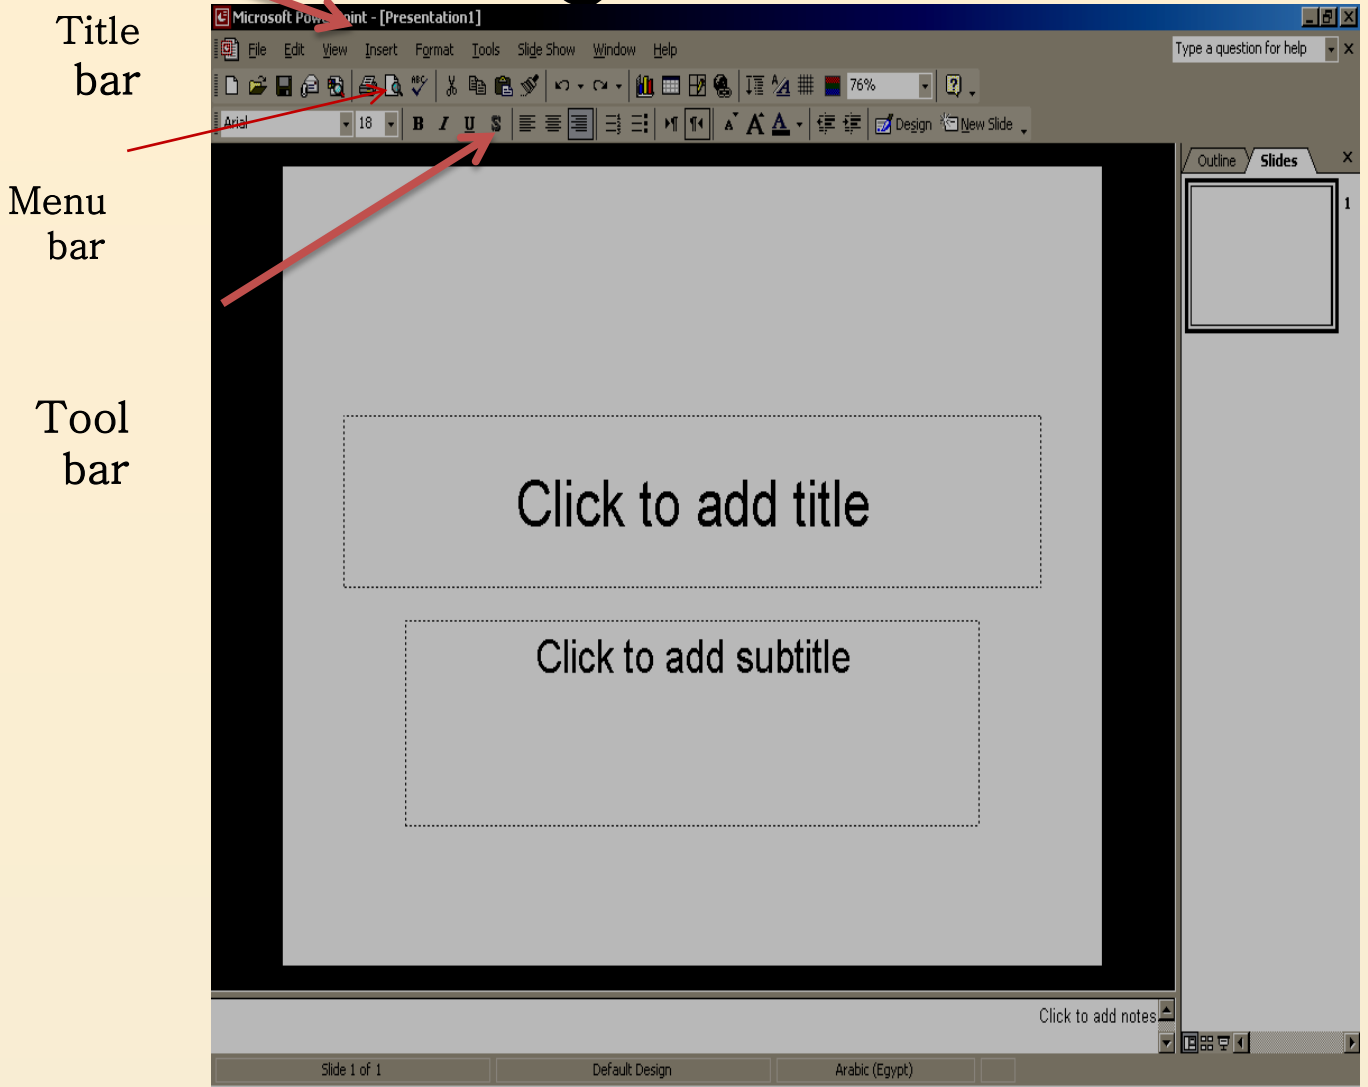 Title
bar
Menu
bar
Tool
bar
Microsoft PowerPoint - [Presentation1]
File Edit View Insert Format Tools Slide Show Window Help
Type a question for help
ABC
76%
Arial 18 B I U S A A A Design New Slide
Outline Slides
1
Click to add title
Click to add subtitle
Click to add notes
Slide 1 of 1 Default Design Arabic (Egypt)